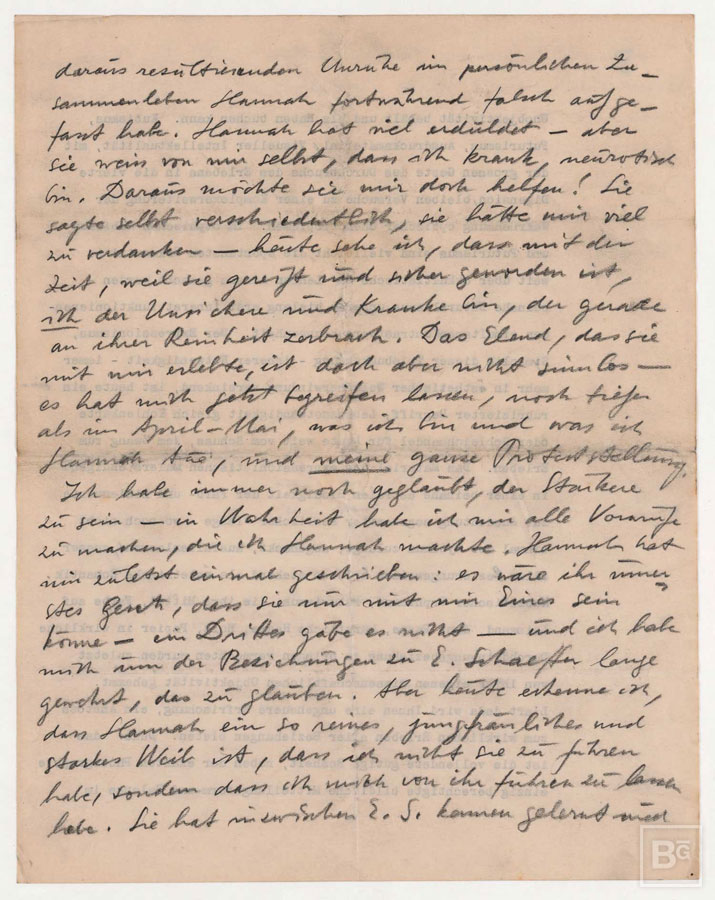 daraus resultierenden Unruhe im persönlichen Zu-
sammenleben Hannah fortwährend falsch aufge-
fasst habe. Hannah hat viel erduldet – aber
sie weiss von mir selbst, dass ich krank, neurotisch
bin. Daraus möchte sie mir doch helfen! Sie
sagte selbst verschiedentlich, sie hätte mir viel
zu verdanken – heute sehe ich, dass mit der
Zeit, weil sie gereift und sicher geworden ist,
ich der Unsichere und Kranke bin, der gerade
an ihrer Reinheit zerbrach. Das Elend, das sie
mit mir erlebte, ist doch aber nicht sinnlos –
es hat mich jetzt begreifen lassen, noch tiefer
als im April-Mai, was ich bin und was ich
Hannah tue, und meine ganze Proteststellung.
Ich habe immer noch geglaubt, der Stärkere
zu sein – in Wahrheit habe ich mir alle Vorwürfe
zu machen, die ich Hannah machte. Hannah hat
mir zuletzt einmal geschrieben: es wäre ihr inner
stes Gesetz, dass sie nur mit mir Eines sein
könne – ein Drittes gäbe es nicht – und ich habe
mich um der Beziehungen zu E. Schaeffer lange
gewehrt, das zu glauben. Aber heute erkenne ich,
dass Hannah ein so reines, jungfräuliches und
starkes Weib ist, dass ich nicht sie zu führen
habe, sondern dass ich mich von ihr führen zu lassen
habe. Sie hat inzwischen E. S. kennen gelernt und
BG